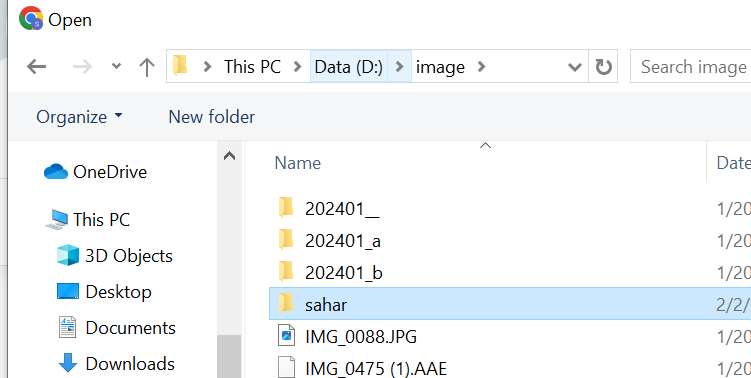 Open
This PC > Data (D:) > image >
Search image
Organize
New folder
Name
Date
OneDrive
This PC
3D Objects
Desktop
Documents
Downloads
202401__
1/20
202401_a
1/20
202401_b
1/20
sahar
2/2/
IMG_0088.JPG
1/20
IMG_0475 (1).AAE
1/20